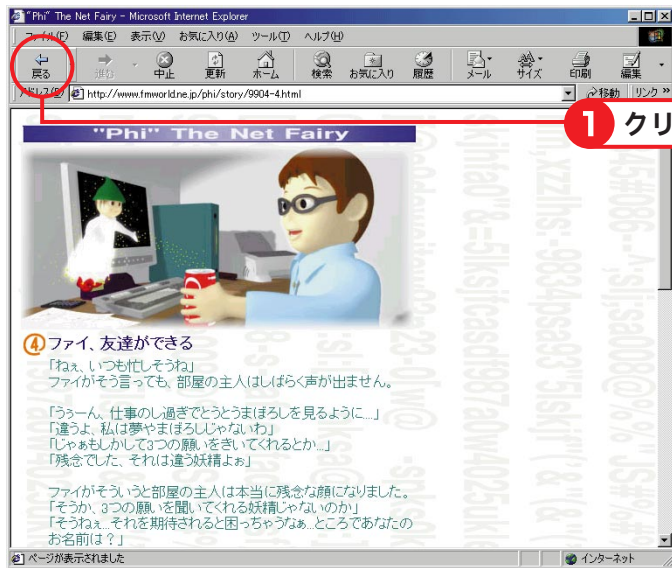 "Phi" The Net Fairy - Microsoft Internet Explorer
ファイル(F) 編集(E) 表示(V) お気に入り(A) ツール(T) ヘルプ(H)
戻る 進む 中止 更新 ホーム 検索 お気に入り 履歴 メール サイズ 印刷 編集
アドレス(D) http://www.fmworld.ne.jp/phi/story/9904-4.html 移動 リンク »
1 クリ
"Phi" The Net Fairy
④ファイ、友達ができる
「ねぇ、いつも忙しそうね」
ファイがそう言っても、部屋の主人はしばらく声が出ません。
「うぅーん、仕事のし過ぎでとうとうまぼろしを見るように…」
「違うよ、私は夢やまぼろしじゃないわ」
「じゃぁもしかして3つの願いをきいてくれるとか…」
「残念でした、それは違う妖精よぉ」
ファイがそういうと部屋の主人は本当に残念な顔になりました。
「そうか、3つの願いを聞いてくれる妖精じゃないのか」
「そうねぇ…それを期待されると困っちゃうなぁ…ところであなたの
お名前は？」
ページが表示されました インターネット